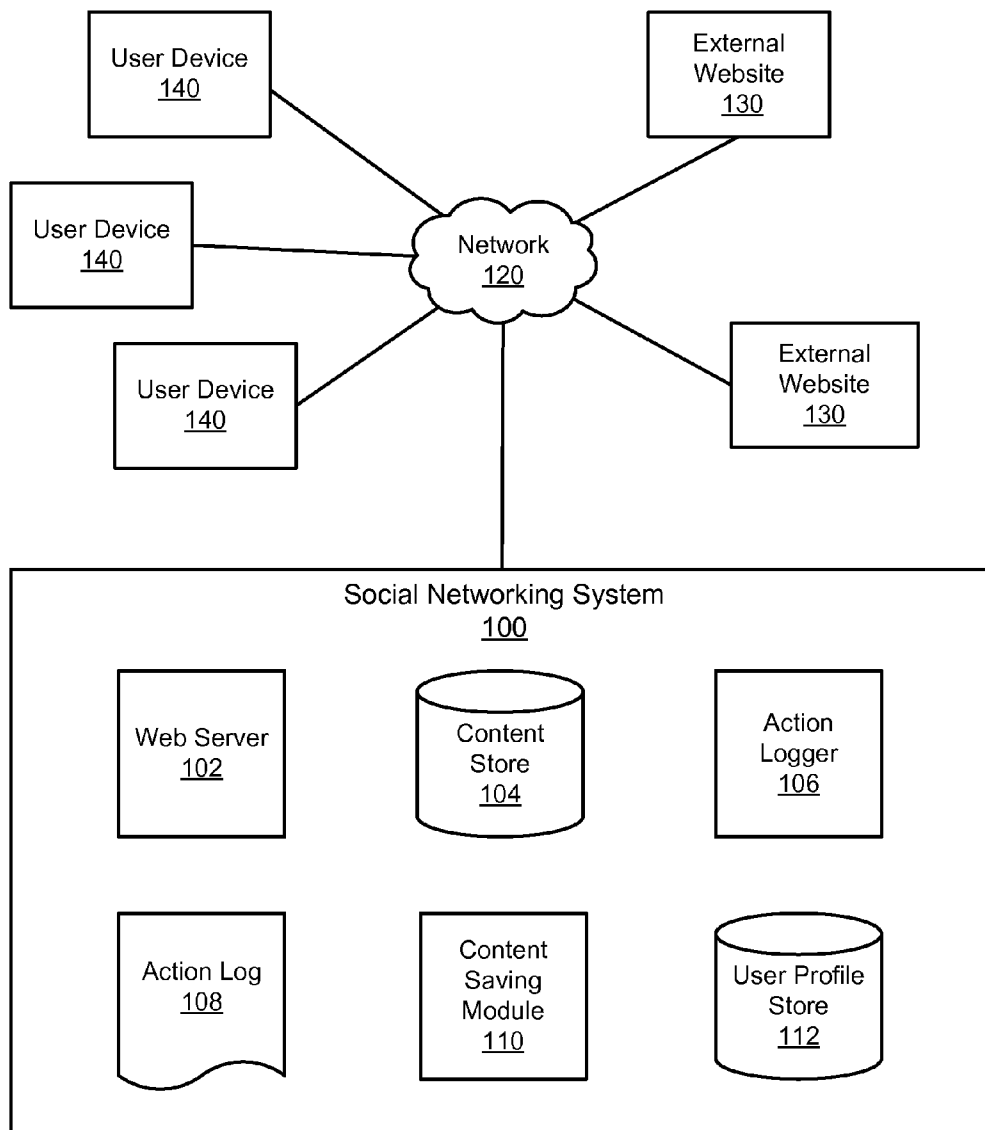 User Device
140
External
Website
130
User Device
140
Network
120
User Device
140
External
Website
130
Social Networking System
100
Web Server
102
Content
Store
104
Action
Logger
106
Action Log
108
Content
Saving
Module
110
User Profile
Store
112